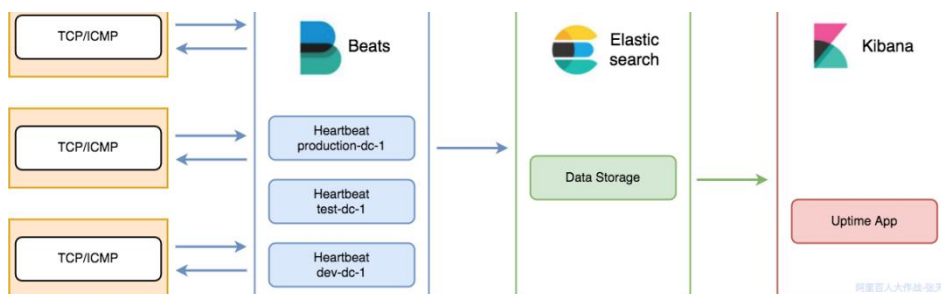 TCP/ICMP
Beats
Elastic
search
Kibana
TCP/ICMP
Heartbeat
production-dc-1
Data Storage
Heartbeat
test-dc-1
Uptime App
TCP/ICMP
Heartbeat
dev-dc-1